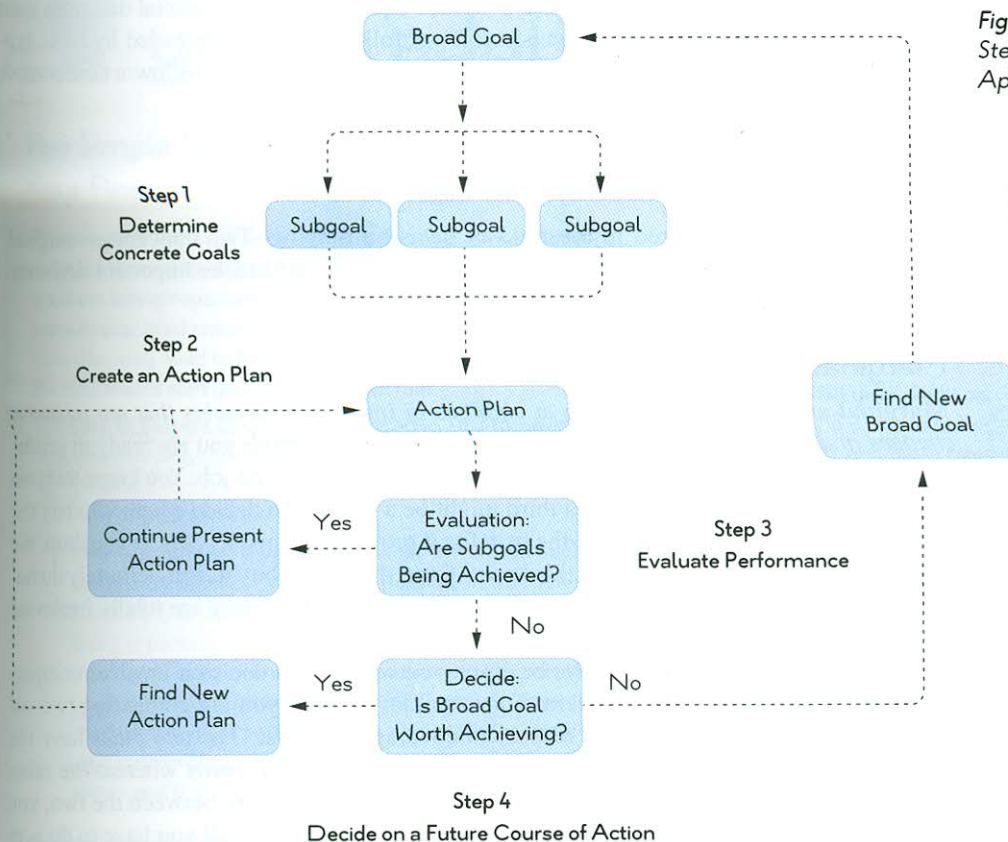 Broad Goal
Fig
Ste
Ap
Step 1
Determine
Concrete Goals
Subgoal
Subgoal
Subgoal
Step 2
Create an Action Plan
Action Plan
Find New
Broad Goal
Continue Present
Action Plan
Yes
Evaluation:
Are Subgoals
Being Achieved?
Step 3
Evaluate Performance
No
Find New
Action Plan
Yes
Decide:
Is Broad Goal
Worth Achieving?
No
Step 4
Decide on a Future Course of Action